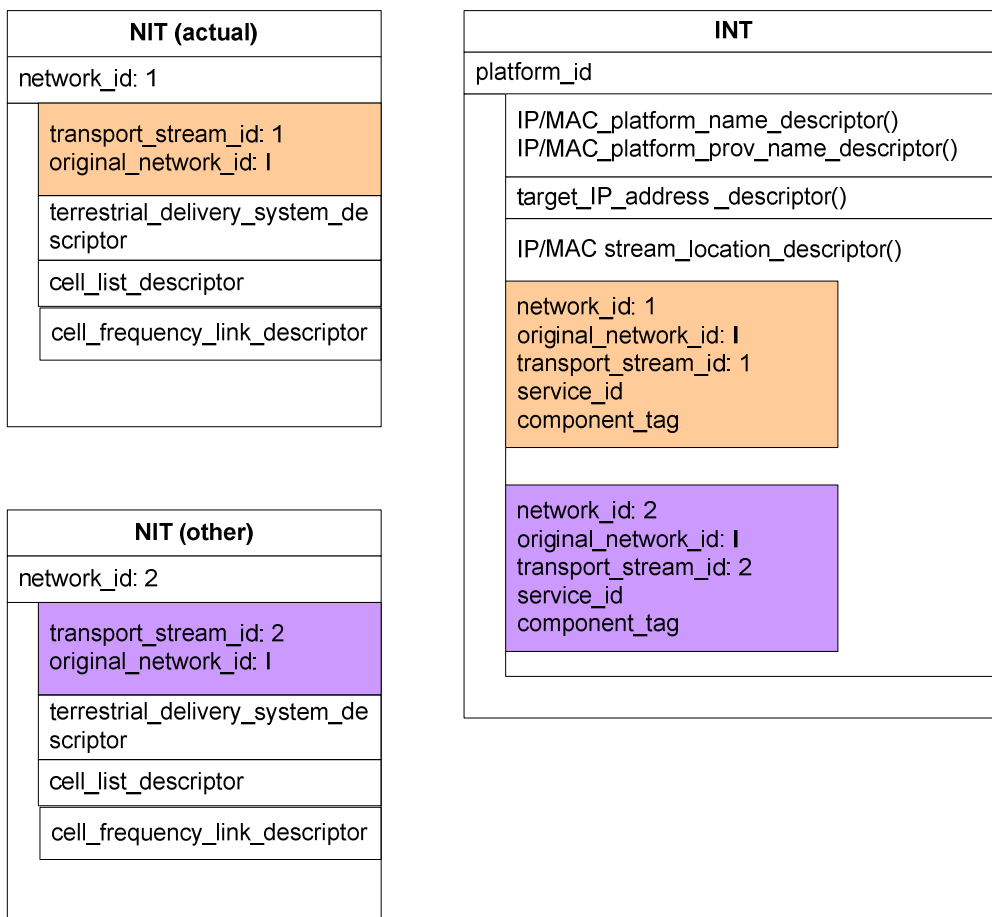 NIT (actual)
network_id: 1
transport_stream_id: 1
original_network_id: I
terrestrial_delivery_system_de
scriptor
cell_list_descriptor
cell_frequency_link_descriptor
NIT (other)
network_id: 2
transport_stream_id: 2
original_network_id: I
terrestrial_delivery_system_de
scriptor
cell_list_descriptor
cell_frequency_link_descriptor
INT
platform_id
IP/MAC_platform_name_descriptor()
IP/MAC_platform_prov_name_descriptor()
target_IP_address _descriptor()
IP/MAC stream_location_descriptor()
network_id: 1
original_network_id: I
transport_stream_id: 1
service_id
component_tag
network_id: 2
original_network_id: I
transport_stream_id: 2
service_id
component_tag